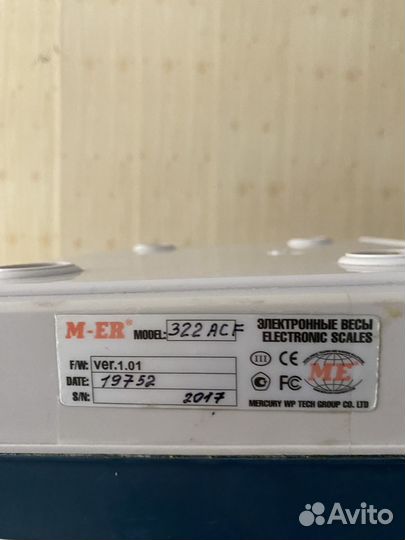 M-ER® MODEL: 322 ACF ЭЛЕКТРОННЫЕ ВЕСЫ
ELECTRONIC SCALES
F/W: ver.1.01
DATE: 19752
S/N: 2017
III CE ME
FC
MERCURY WP TECH GROUP CO. LTD
Avito